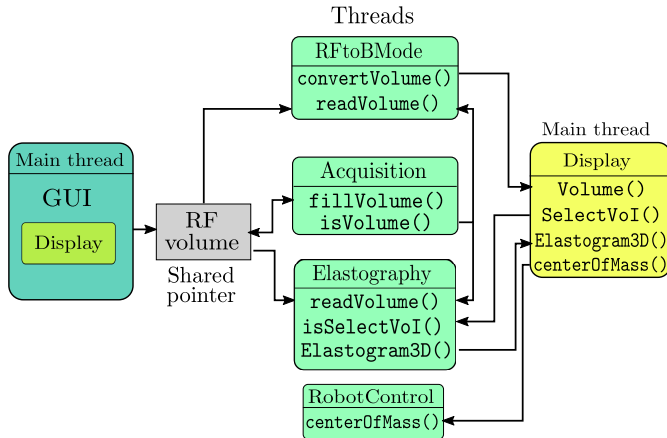 Threads
RFtoBMode
convertVolume()
readVolume()
Main thread
GUI
Display
RF
volume
Shared
pointer
Acquisition
fillVolume()
isVolume()
Elastography
readVolume()
isSelectVoI()
Elastogram3D()
RobotControl
centerOfMass()
Main thread
Display
Volume()
SelectVoI()
Elastogram3D()
centerOfMass()